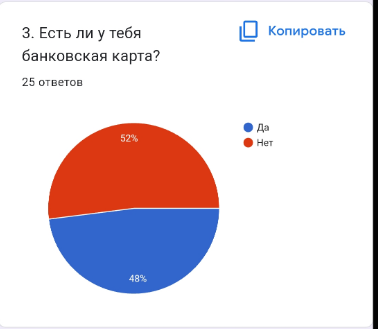 3. Есть ли у тебя
банковская карта?
Копировать
25 ответов
Да
Нет
52%
48%